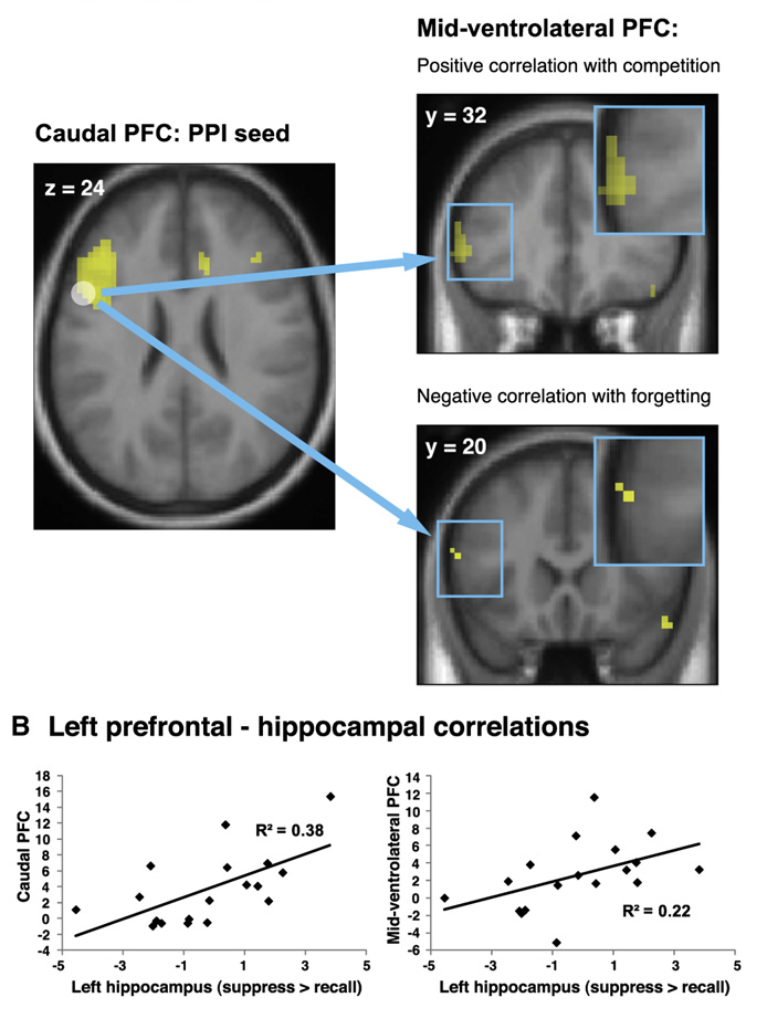 Mid-ventrolateral PFC:
Positive correlation with competition
y = 32
Caudal PFC: PPI seed
z = 24
Negative correlation with forgetting
y = 20
B Left prefrontal - hippocampal correlations
18
16
14
12
10
8
6
4
2
0
-2
-4
Caudal PFC
R² = 0.38
-5 -3 -1 1 3 5
Left hippocampus (suppress > recall)
14
12
10
8
6
4
2
0
-2
-4
-6
Mid-ventrolateral PFC
R² = 0.22
-5 -3 -1 1 3 5
Left hippocampus (suppress > recall)